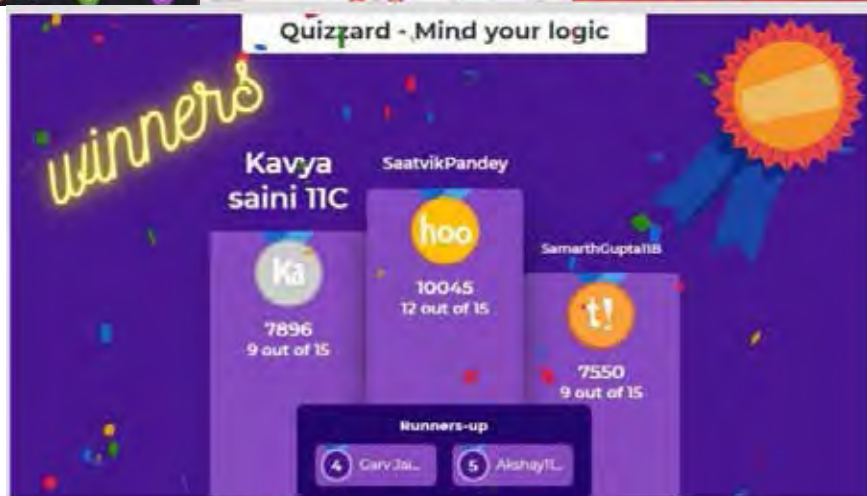 Quizzard - Mind your logic
winners
Kavya
saini 11C
SaatvikPandey
SamarthGupta11B
ka
hoo
t!
7896
9 out of 15
10045
12 out of 15
7550
9 out of 15
Runners-up
4 Garv Jai...
5 Akshay11...